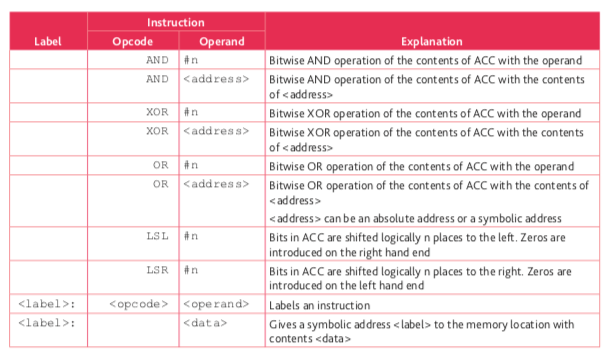 Instruction
Label Opcode Operand Explanation
AND #n Bitwise AND operation of the contents of ACC with the operand
AND <address> Bitwise AND operation of the contents of ACC with the contents
of <address>
XOR #n Bitwise XOR operation of the contents of ACC with the operand
XOR <address> Bitwise XOR operation of the contents of ACC with the contents
of <address>
OR #n Bitwise OR operation of the contents of ACC with the operand
OR <address> Bitwise OR operation of the contents of ACC with the contents of
<address>
<address> can be an absolute address or a symbolic address
LSL #n Bits in ACC are shifted logically n places to the left. Zeros are
introduced on the right hand end
LSR #n Bits in ACC are shifted logically n places to the right. Zeros are
introduced on the left hand end
<label>: <opcode> <operand> Labels an instruction
<label>: <data> Gives a symbolic address <label> to the memory location with
contents <data>